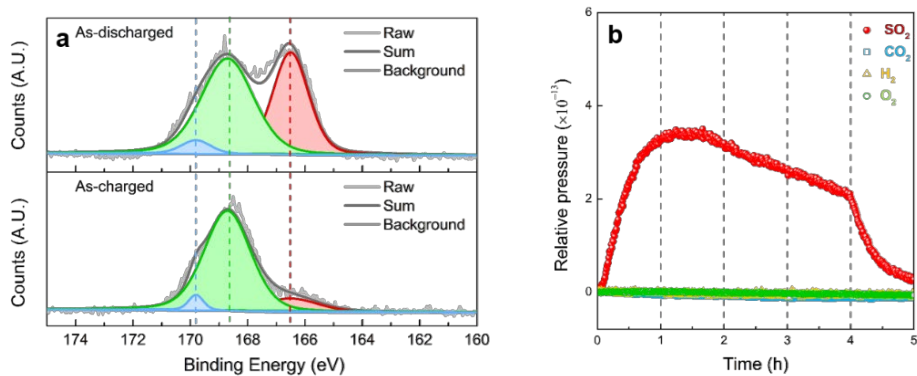 a
As-discharged
Raw
Sum
Background
Counts (A.U.)
As-charged
Raw
Sum
Background
Counts (A.U.)
174 172 170 168 166 164 162 160
Binding Energy (eV)
b
SO₂
CO₂
H₂
O₂
Relative pressure (×10⁻¹³)
6
4
2
0
0 1 2 3 4 5
Time (h)